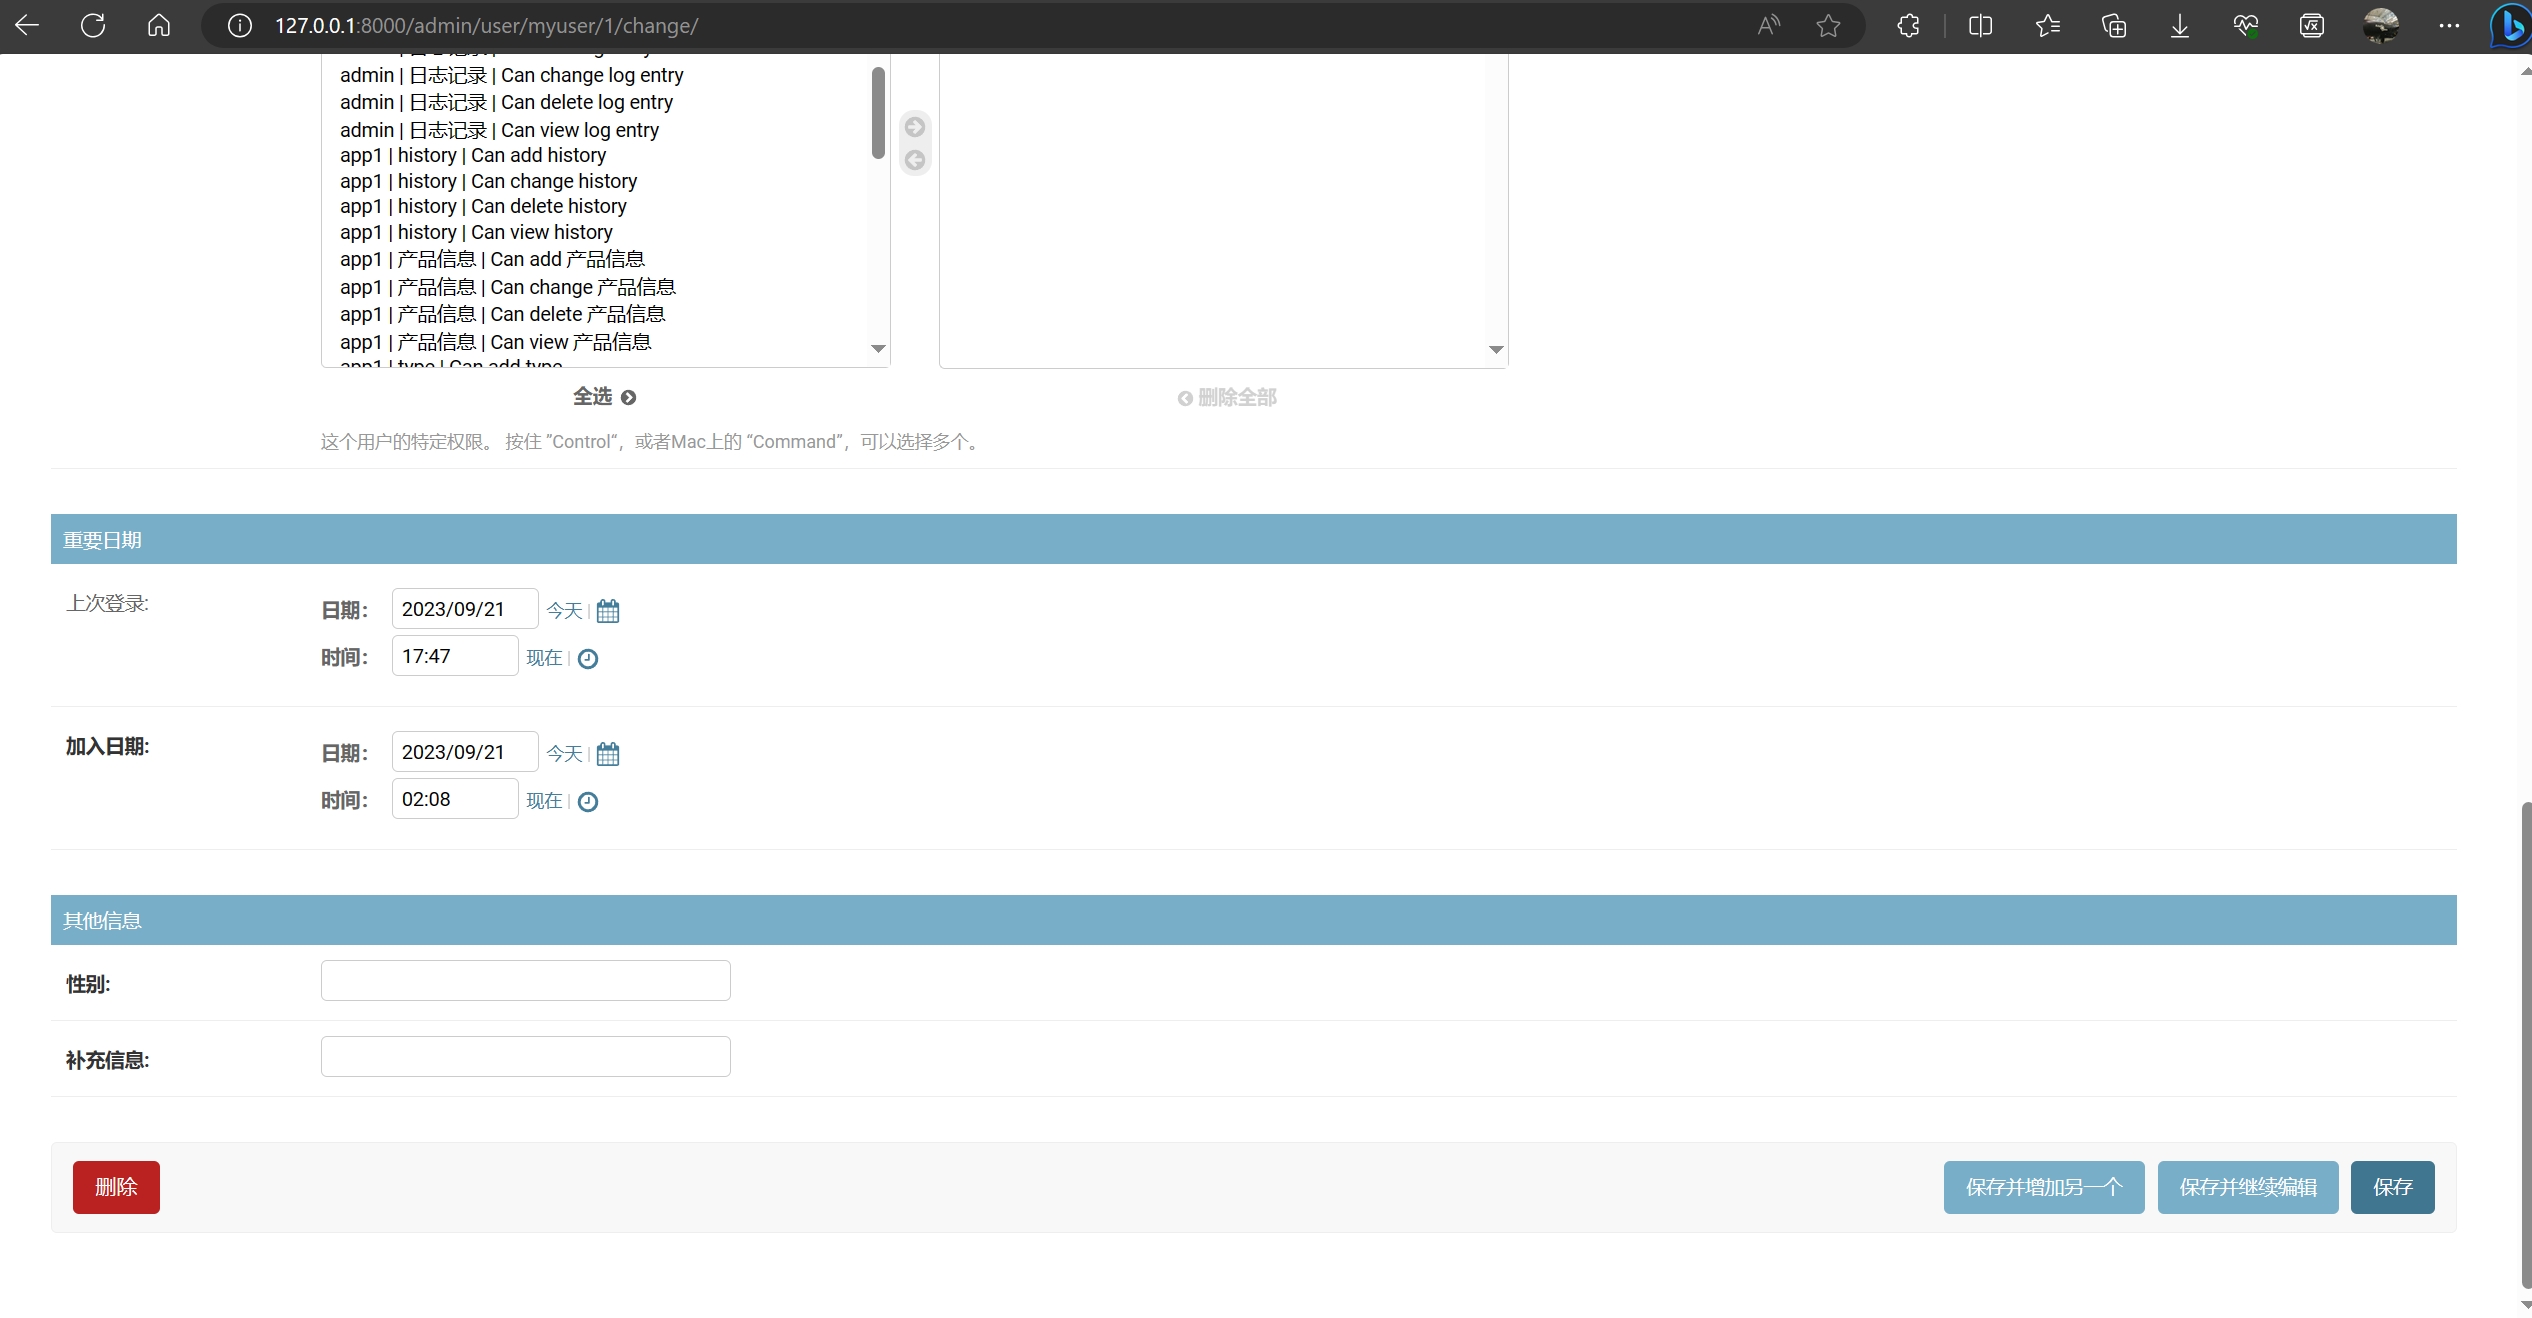 127.0.0.1:8000/admin/user/myuser/1/change/
admin | 日志记录 | Can change log entry
admin | 日志记录 | Can delete log entry
admin | 日志记录 | Can view log entry
app1 | history | Can add history
app1 | history | Can change history
app1 | history | Can delete history
app1 | history | Can view history
app1 | 产品信息 | Can add 产品信息
app1 | 产品信息 | Can change 产品信息
app1 | 产品信息 | Can delete 产品信息
app1 | 产品信息 | Can view 产品信息
app1 | type | Can add type
全选
删除全部
这个用户的特定权限。 按住 ”Control“，或者Mac上的 “Command”，可以选择多个。
重要日期
上次登录:
日期： 2023/09/21 今天 |
时间： 17:47 现在 |
加入日期:
日期： 2023/09/21 今天 |
时间： 02:08 现在 |
其他信息
性别:
补充信息:
删除 保存并增加另一个 保存并继续编辑 保存